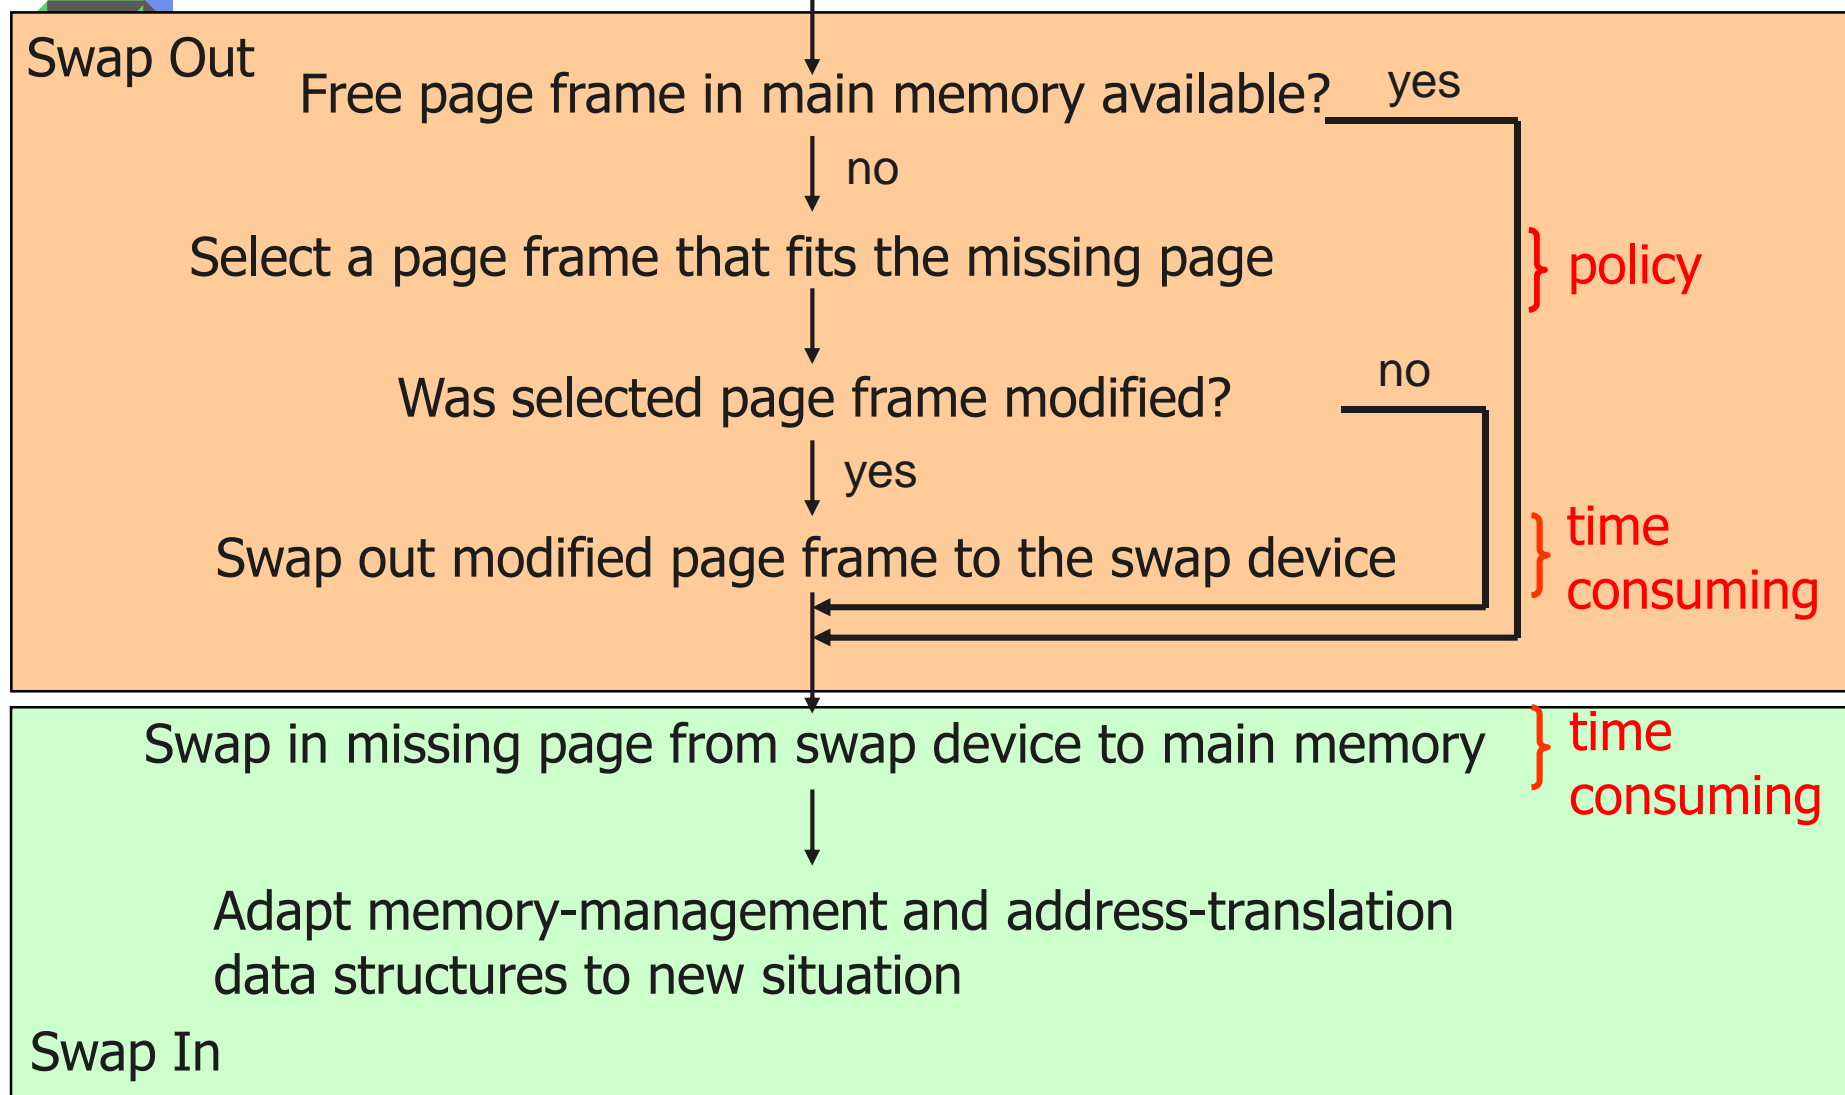 Swap Out
Free page frame in main memory available?
yes
no
Select a page frame that fits the missing page
} policy
Was selected page frame modified?
no
yes
Swap out modified page frame to the swap device
} time
consuming
Swap in missing page from swap device to main memory
} time
consuming
Adapt memory-management and address-translation
data structures to new situation
Swap In